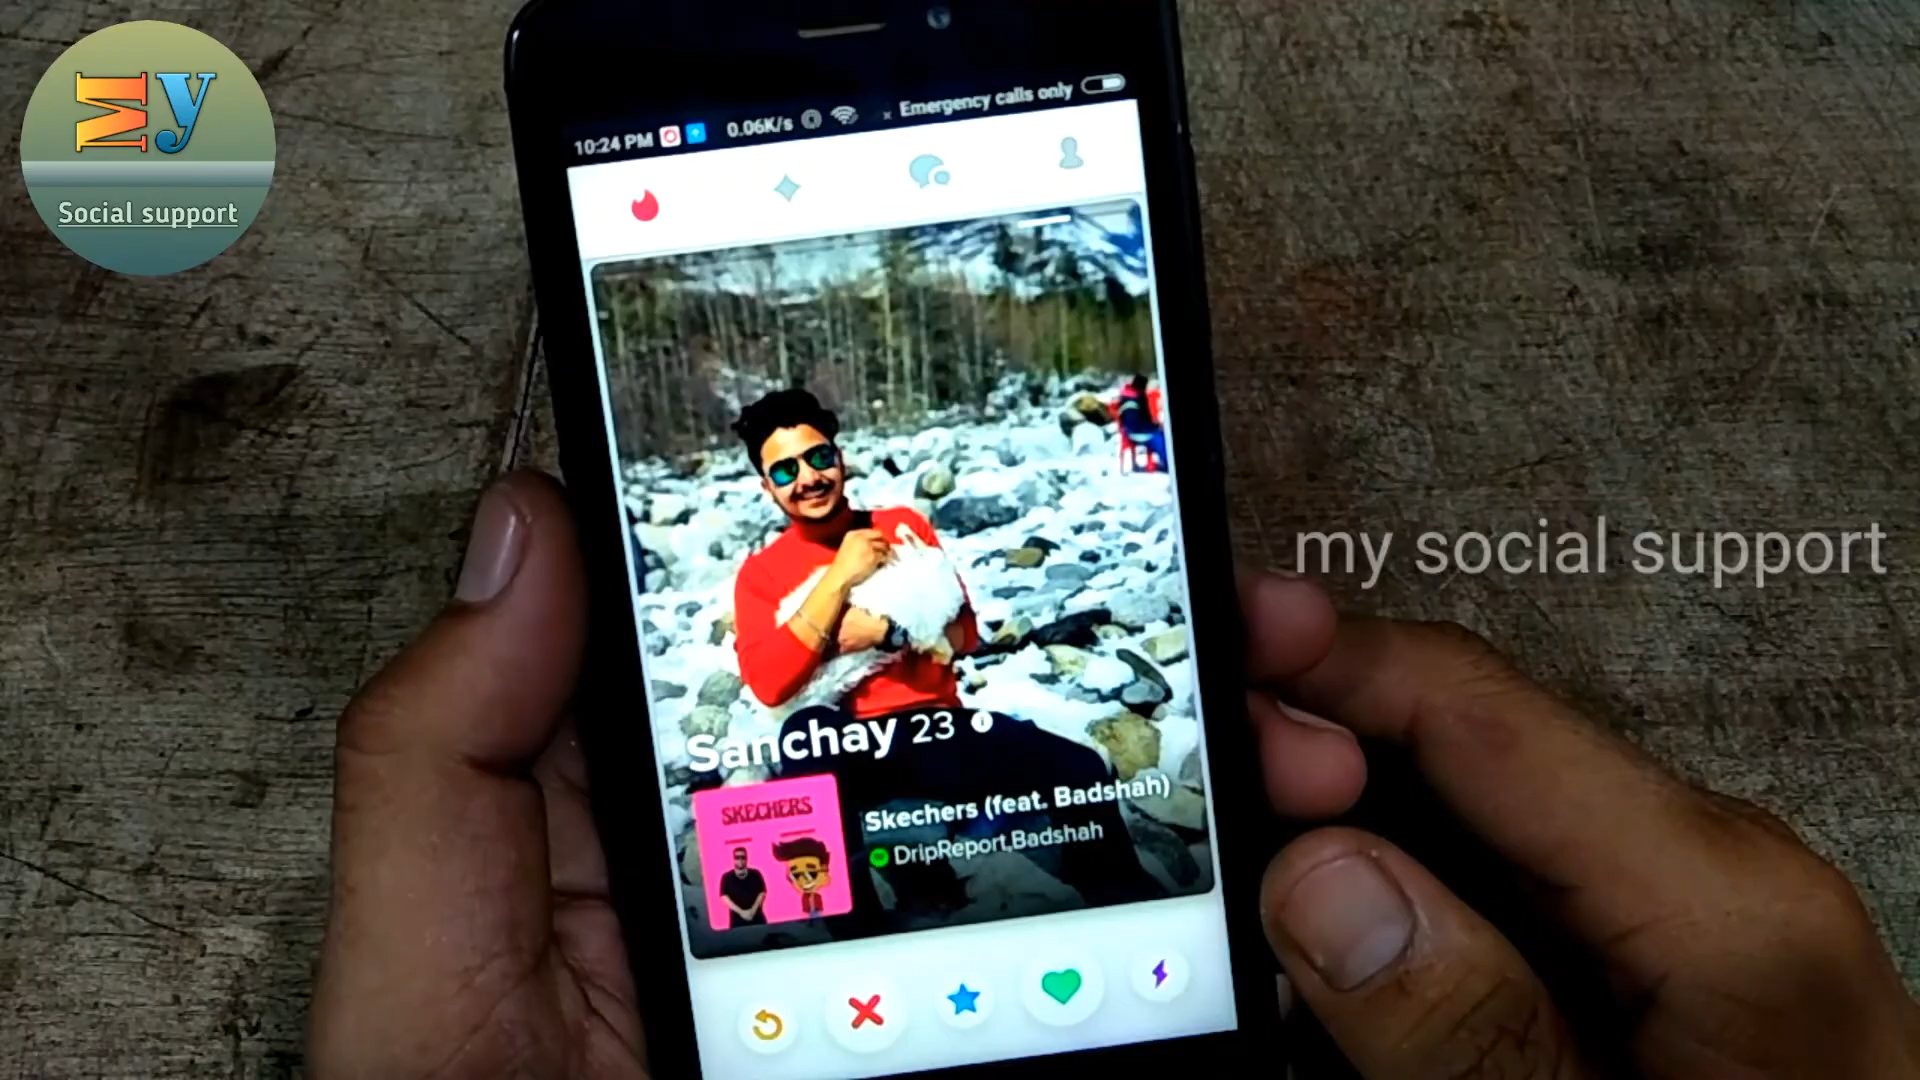 My
Social support
10:24 PM
0.06K/s
Emergency calls only
my social support
Sanchay 23
SKECHERS
Skechers (feat. Badshah)
DripReport,Badshah